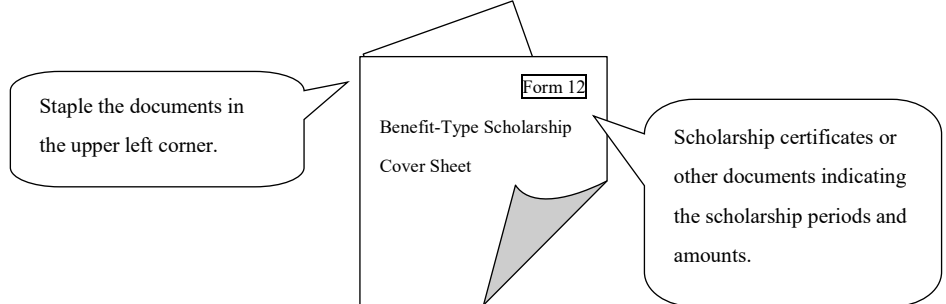 Staple the documents in
the upper left corner.
Form 12
Benefit-Type Scholarship
Cover Sheet
Scholarship certificates or
other documents indicating
the scholarship periods and
amounts.